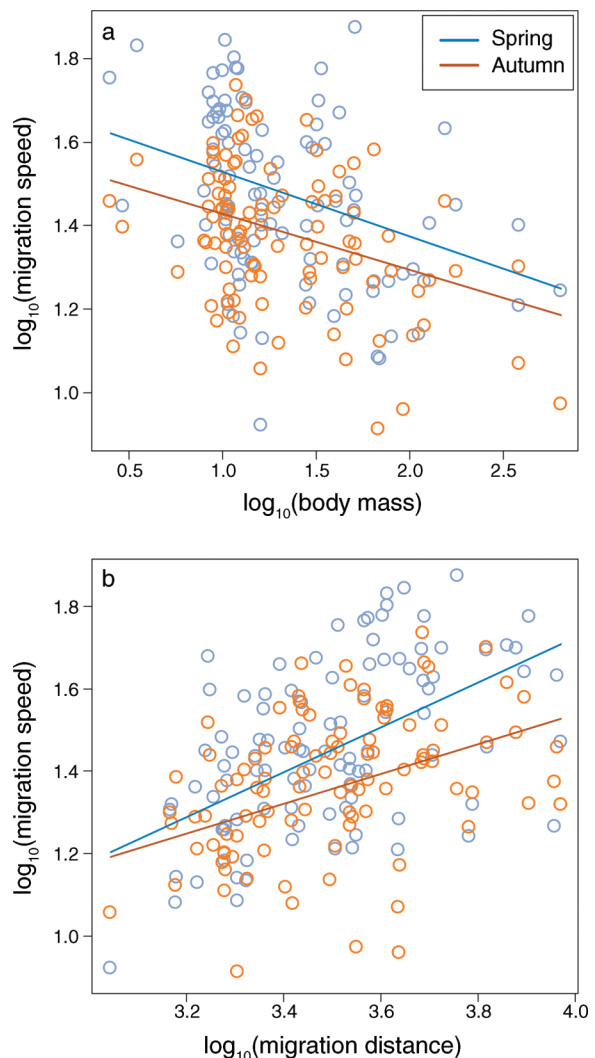 a
Spring
Autumn
1.8
1.6
1.4
1.2
1.0
log₁₀(migration speed)
0.5 1.0 1.5 2.0 2.5
log₁₀(body mass)
b
1.8
1.6
1.4
1.2
1.0
log₁₀(migration speed)
3.2 3.4 3.6 3.8 4.0
log₁₀(migration distance)